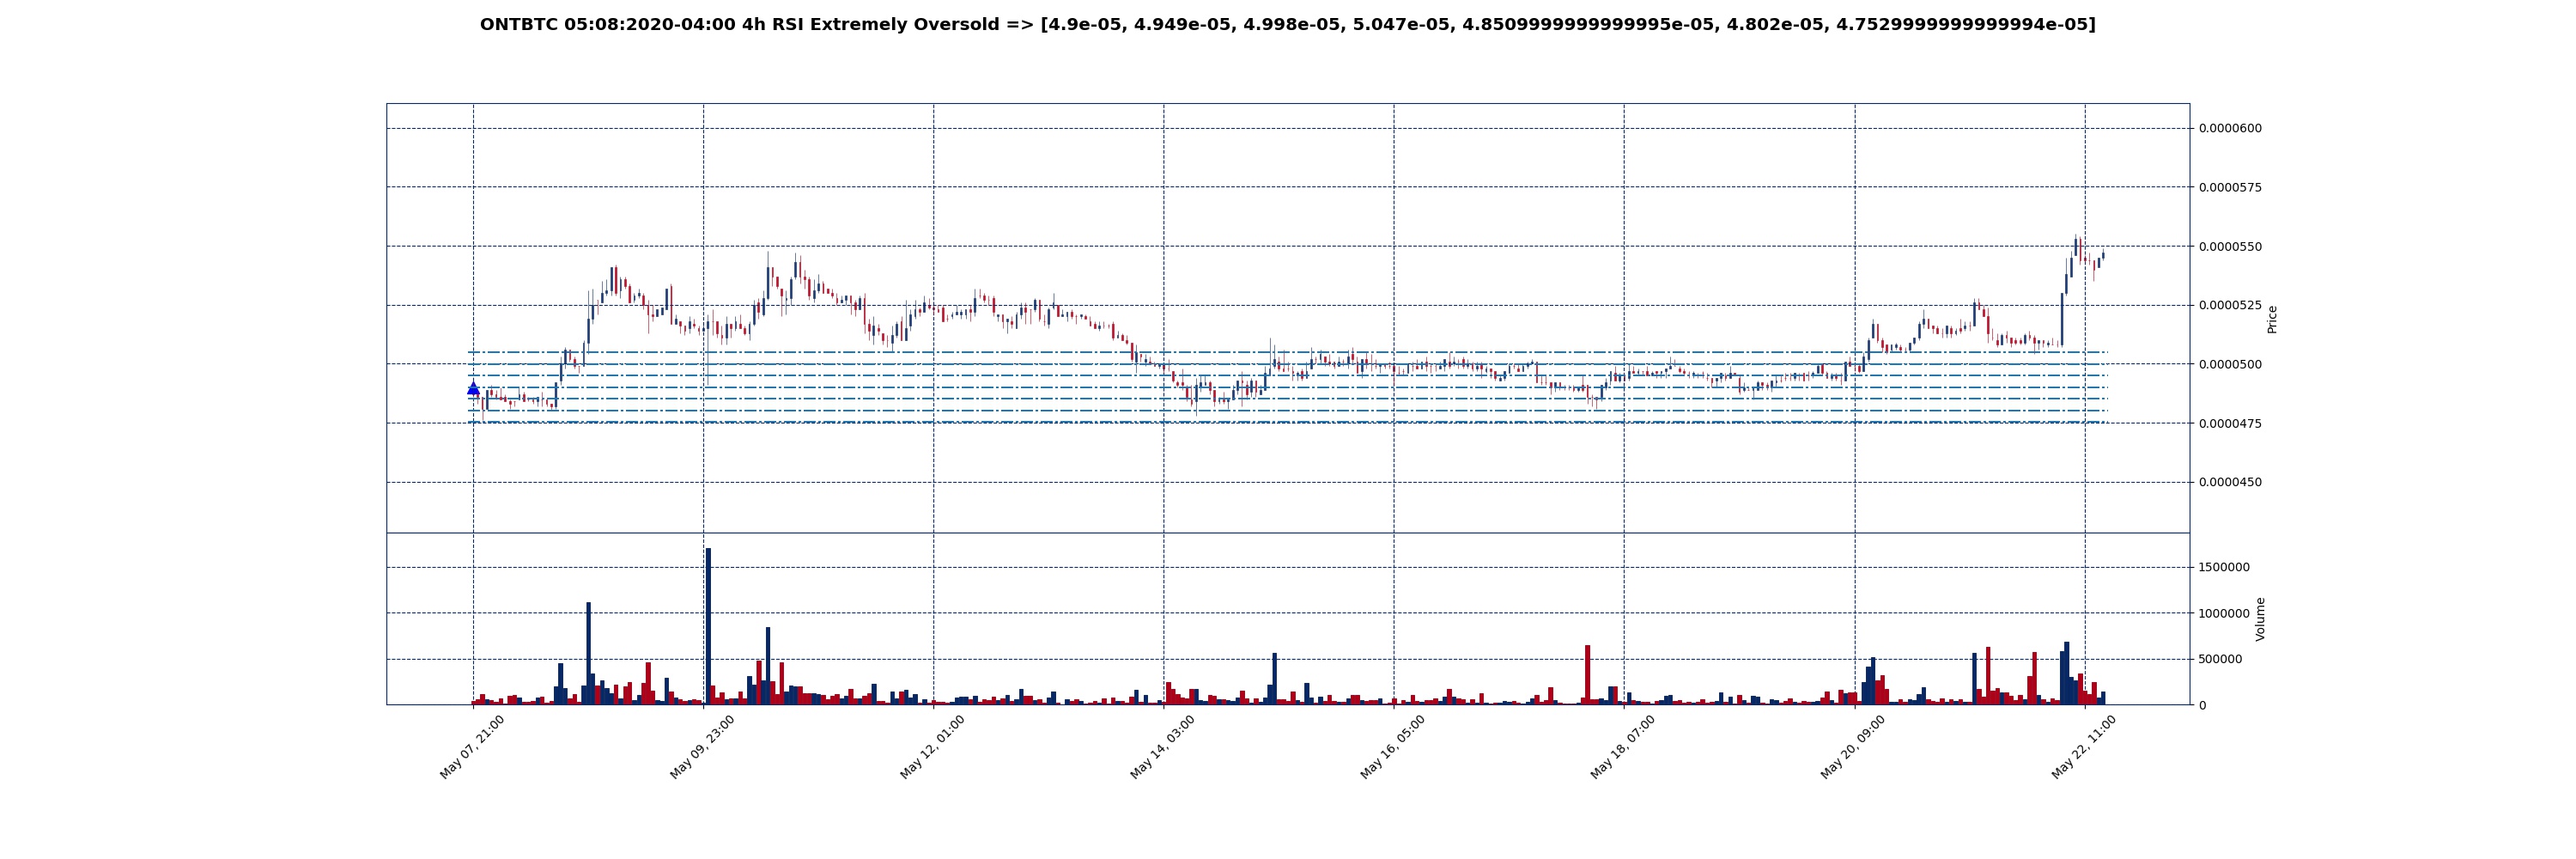 ONTBTC 05:08:2020-04:00 4h RSI Extremely Oversold => [4.9e-05, 4.949e-05, 4.998e-05, 5.047e-05, 4.8509999999999995e-05, 4.802e-05, 4.7529999999999994e-05]
0.0000600
0.0000575
0.0000550
0.0000525
Price
0.0000500
0.0000475
0.0000450
1500000
1000000
Volume
500000
0
May 07, 21:00
May 09, 23:00
May 12, 01:00
May 14, 03:00
May 16, 05:00
May 18, 07:00
May 20, 09:00
May 22, 11:00